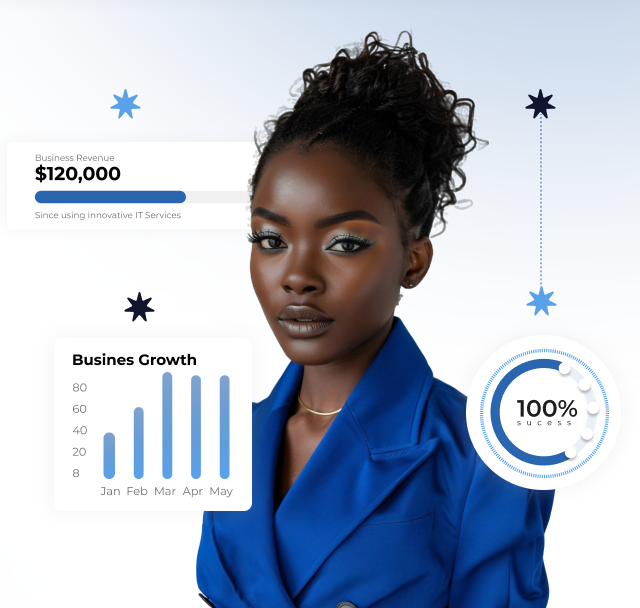 Business Revenue
$120,000
Since using innovative IT Services
Busines Growth
80
60
40
20
8
Jan Feb Mar Apr May
100%
sucess